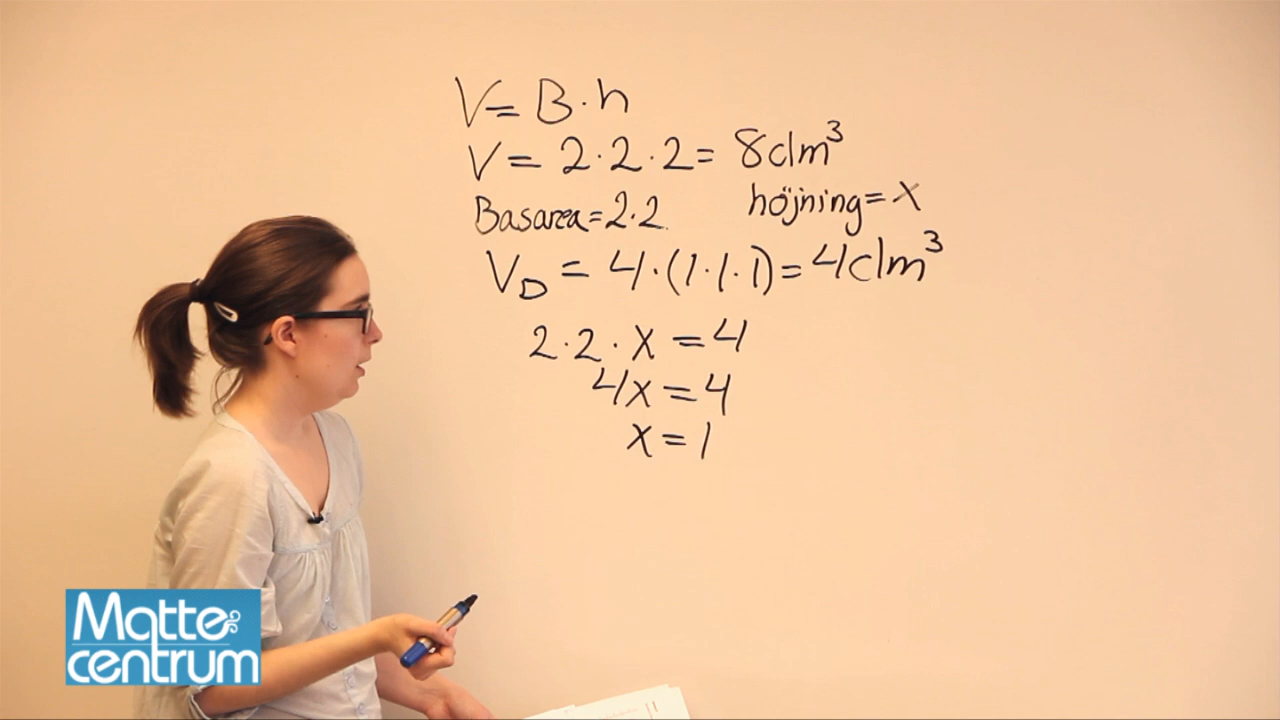 V = B · h
V = 2 · 2 · 2 = 8 dm³
Basarea = 2 · 2 höjning = x
V_D = 4 · (1 · 1 · 1) = 4 dm³
2 · 2 · x = 4
4x = 4
x = 1
Matte
centrum